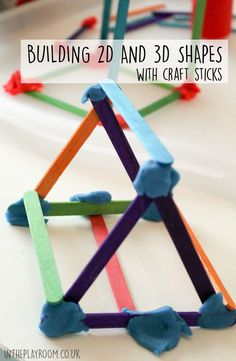 BUILDING 2D AND 3D SHAPES
WITH CRAFT STICKS
INTHEPLAYROOM.CO.UK